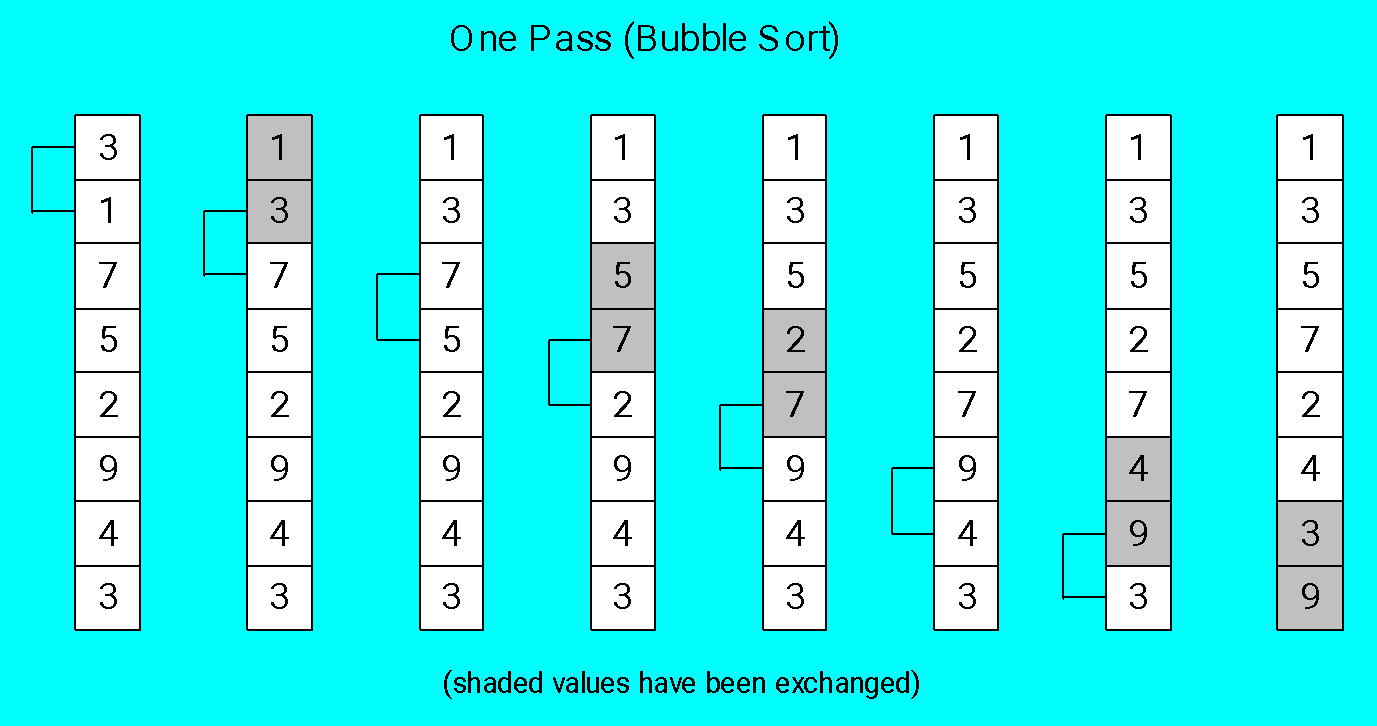 One Pass (Bubble Sort)
3 1 1 1 1 1 1 1
1 3 3 3 3 3 3 3
7 7 7 5 5 5 5 5
5 5 5 7 2 2 2 7
2 2 2 2 7 7 7 2
9 9 9 9 9 9 4 4
4 4 4 4 4 4 9 3
3 3 3 3 3 3 3 9
(shaded values have been exchanged)